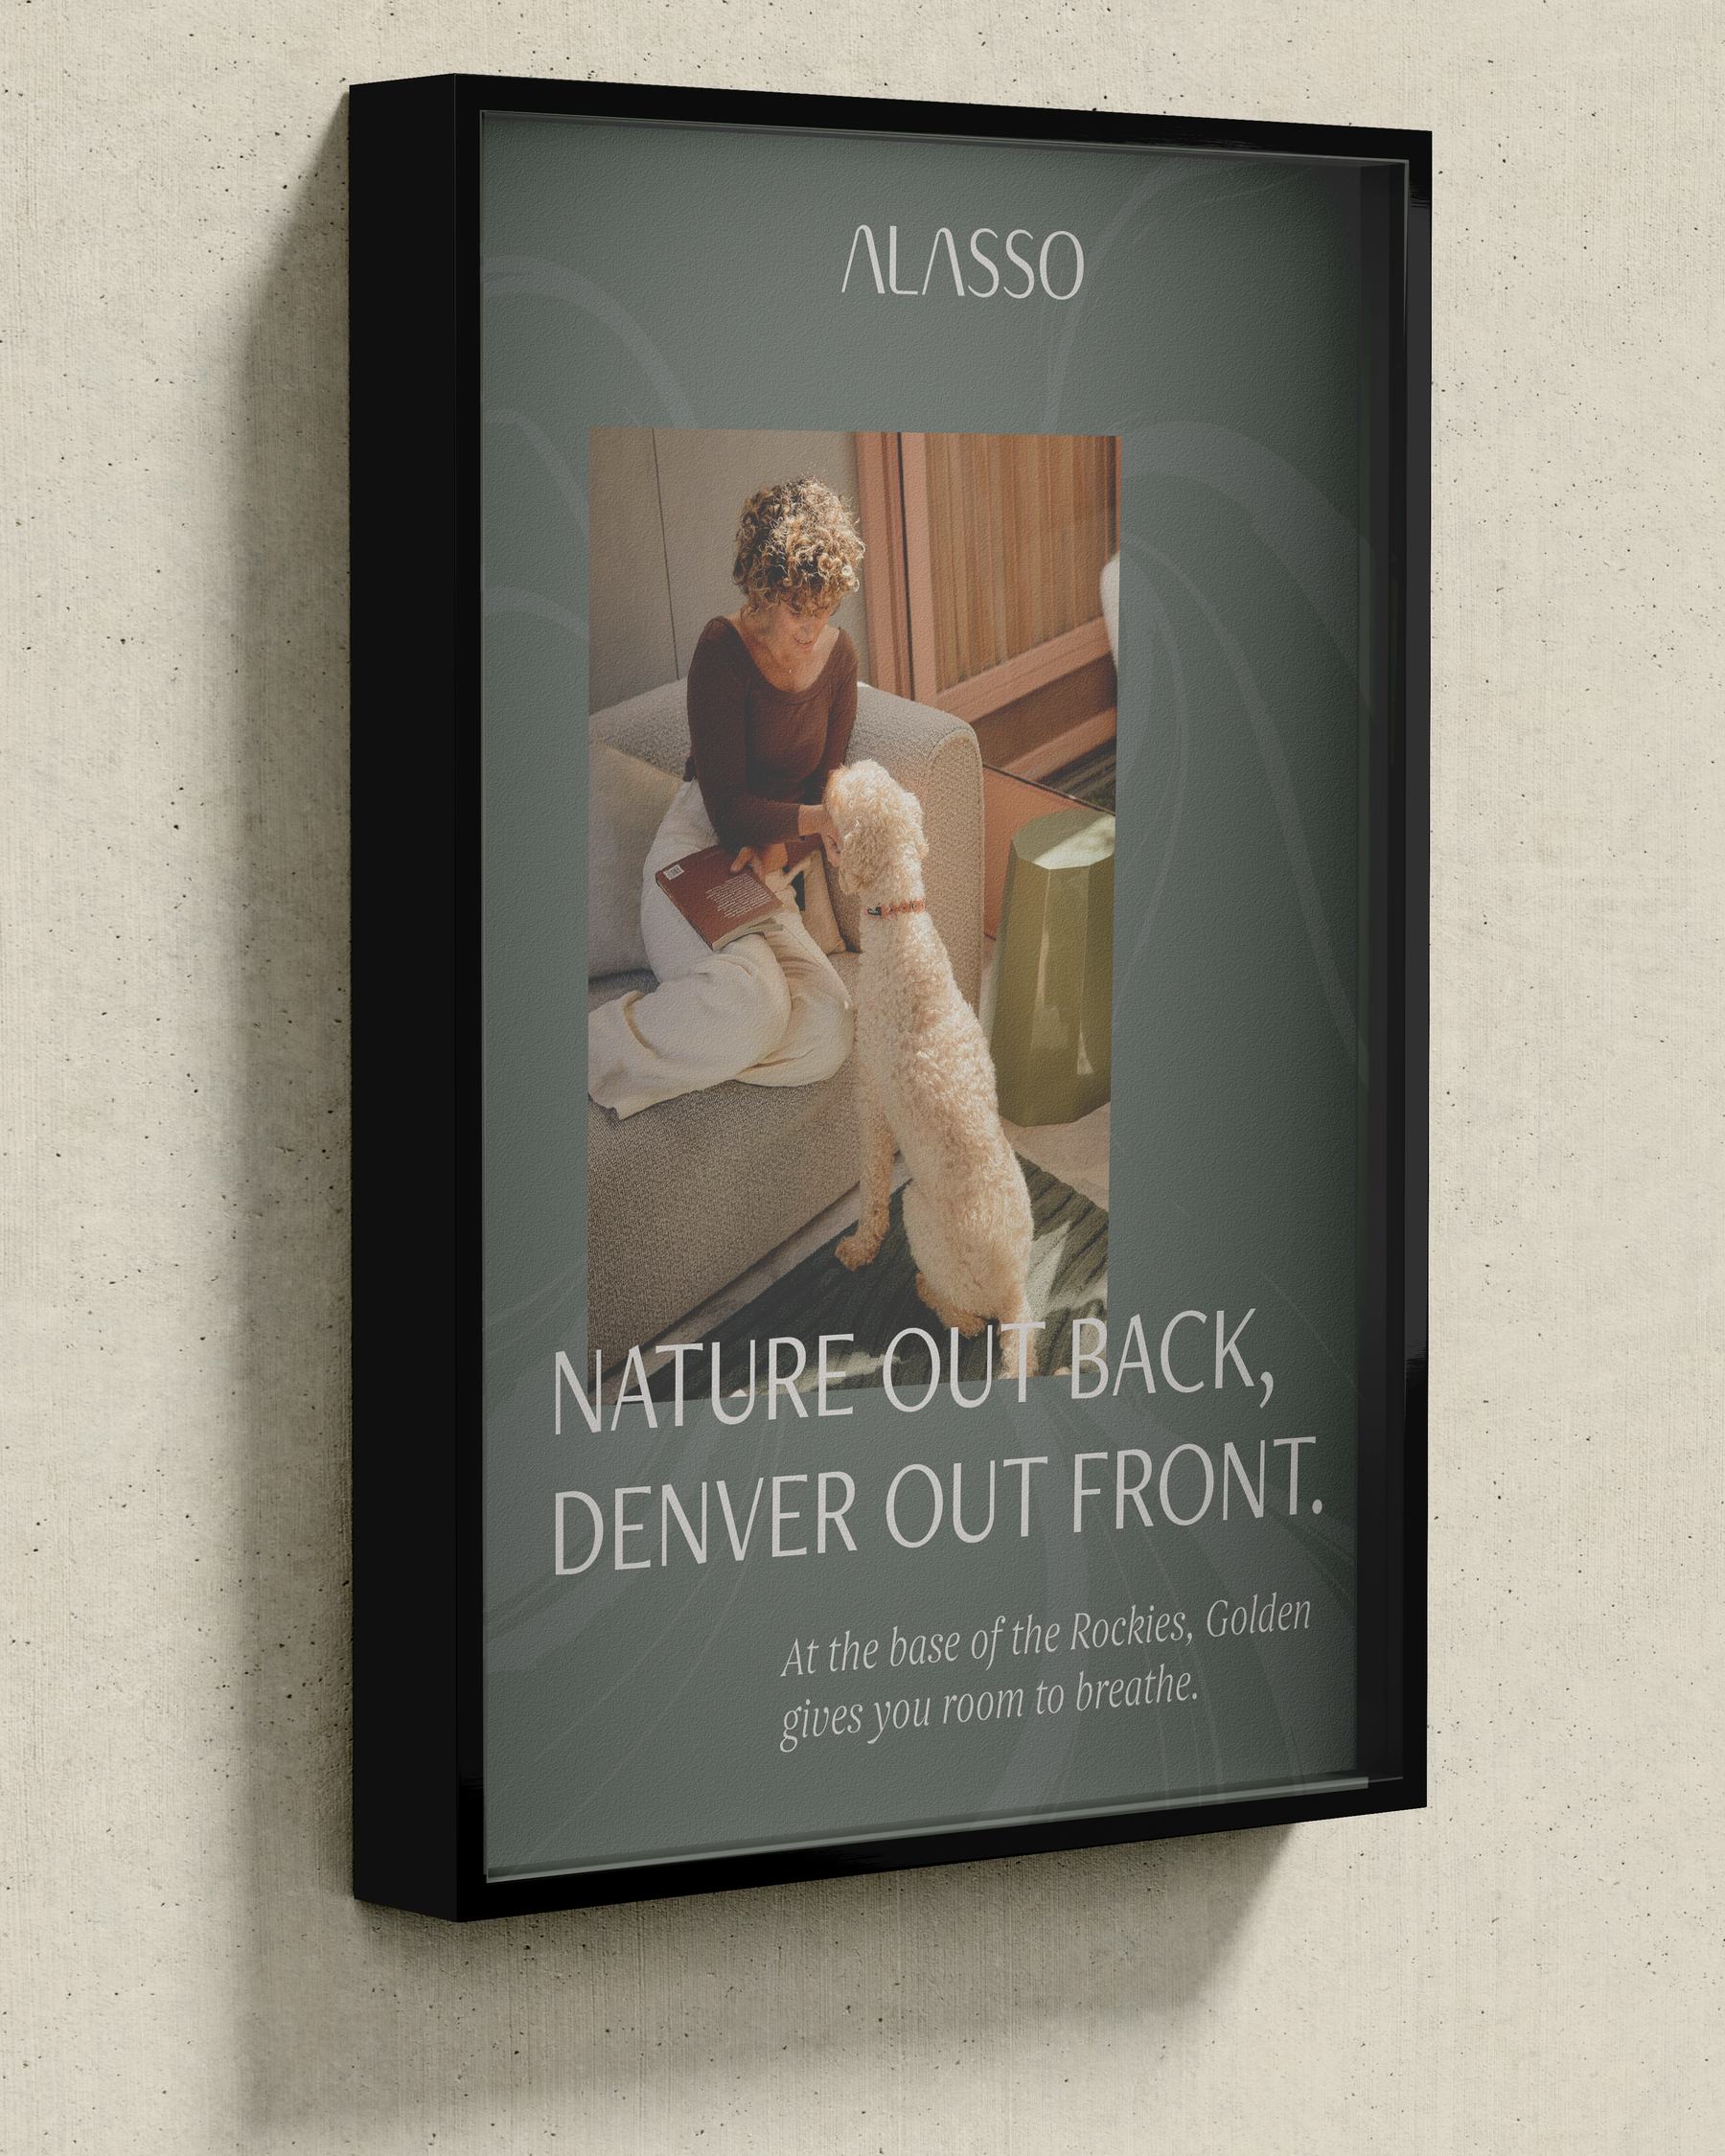 ALASSO
NATURE OUT BACK,
DENVER OUT FRONT.
At the base of the Rockies, Golden
gives you room to breathe.